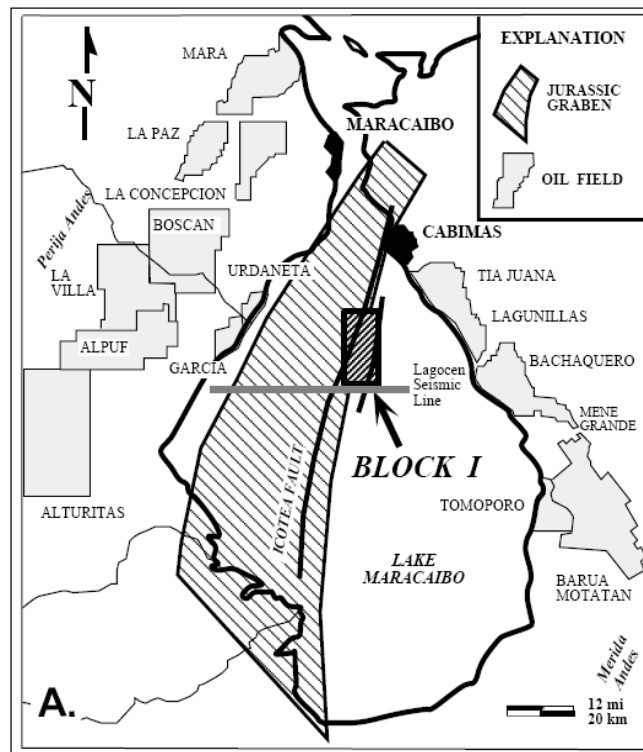 EXPLANATION
JURASSIC
GRABEN
OIL FIELD
N
MARA
MARACAIBO
LA PAZ
LA CONCEPCION
BOSCAN
Perija Andes
CABIMAS
URDANETA
TIA JUANA
LA
VILLA
LAGUNILLAS
ALPUF
GARCÍA
BACHAQUERO
Lagocen
Seismic
Line
MENE
GRANDE
BLOCK I
ICOTEA FAULT
ALTURITAS
TOMOPORO
LAKE
MARACAIBO
BARUA
MOTATAN
Merida
Andes
A.
12 mi
20 km